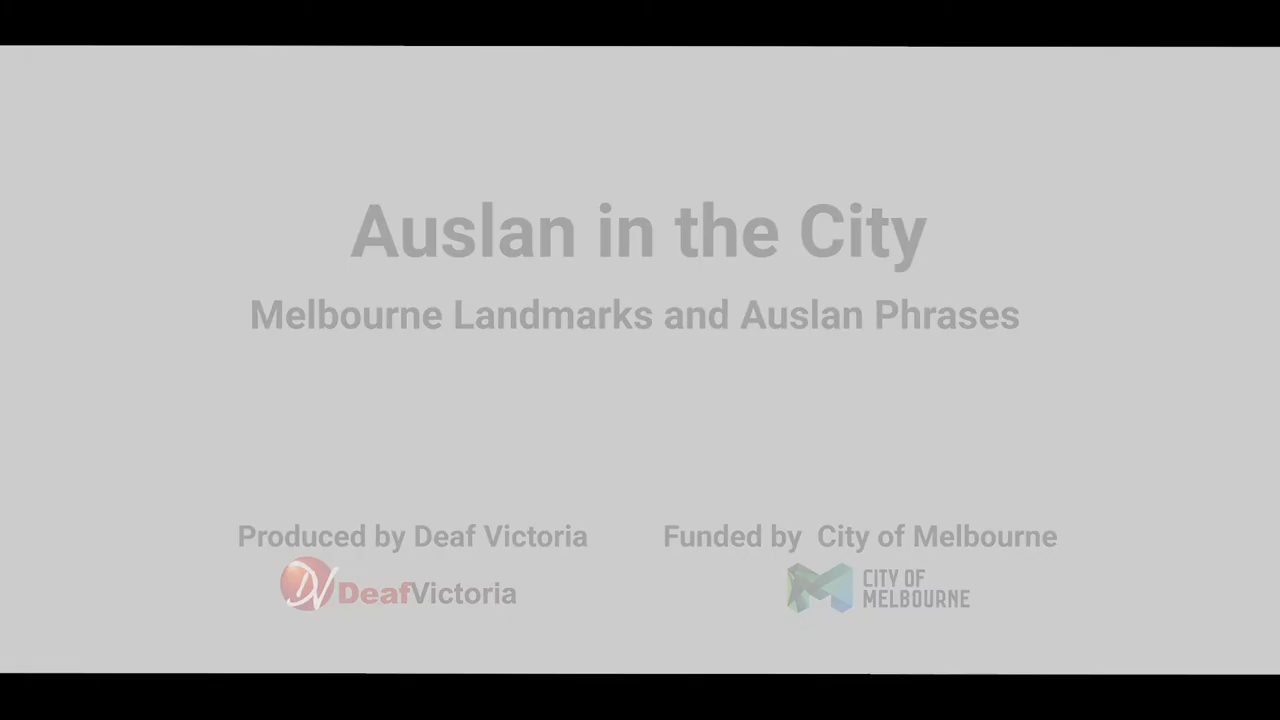 Auslan in the City
Melbourne Landmarks and Auslan Phrases
Produced by Deaf Victoria
Funded by City of Melbourne
DV DeafVictoria
CITY OF
MELBOURNE